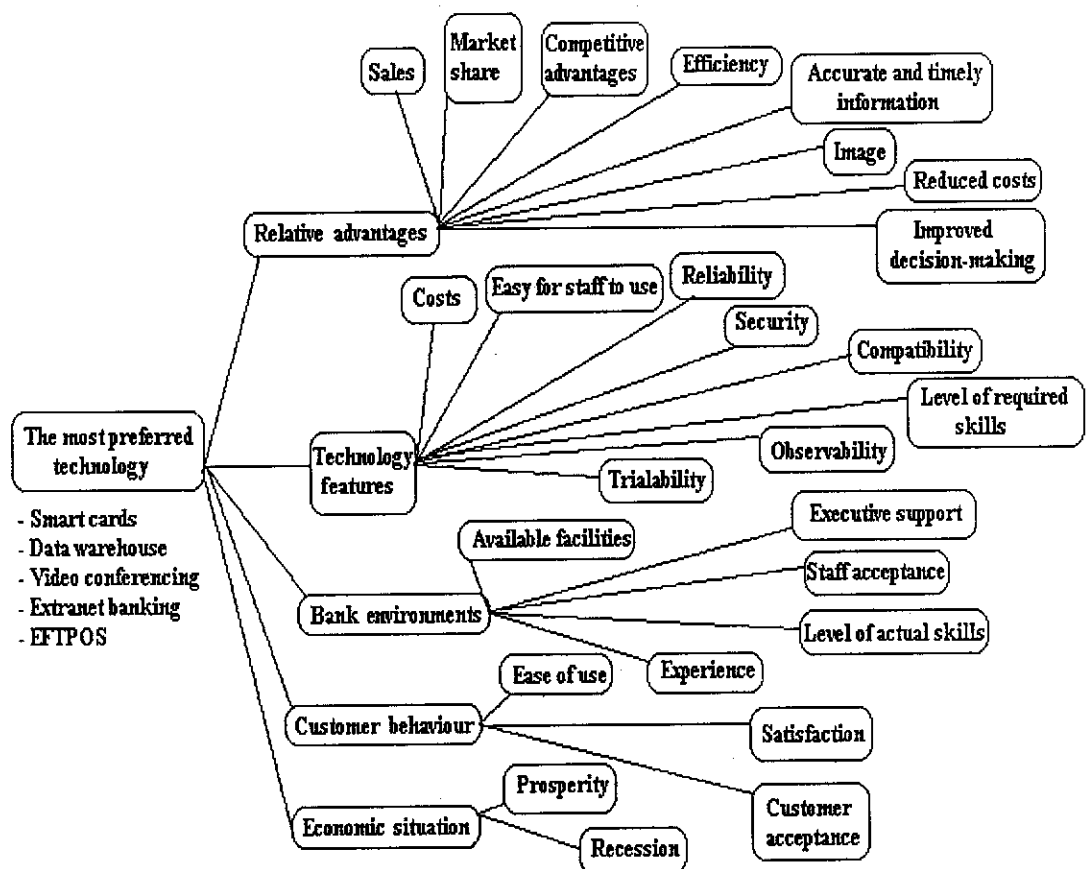 Sales
Market
share
Competitive
advantages
Efficiency
Accurate and timely
information
Image
Reduced costs
Improved
decision-making
Relative advantages
Costs
Easy for staff to use
Reliability
Security
Compatibility
Level of required
skills
Observability
Trialability
Technology
features
The most preferred
technology
- Smart cards
- Data warehouse
- Video conferencing
- Extranet banking
- EFTPOS
Available facilities
Executive support
Staff acceptance
Level of actual skills
Experience
Bank environments
Ease of use
Satisfaction
Customer
acceptance
Customer behaviour
Prosperity
Recession
Economic situation